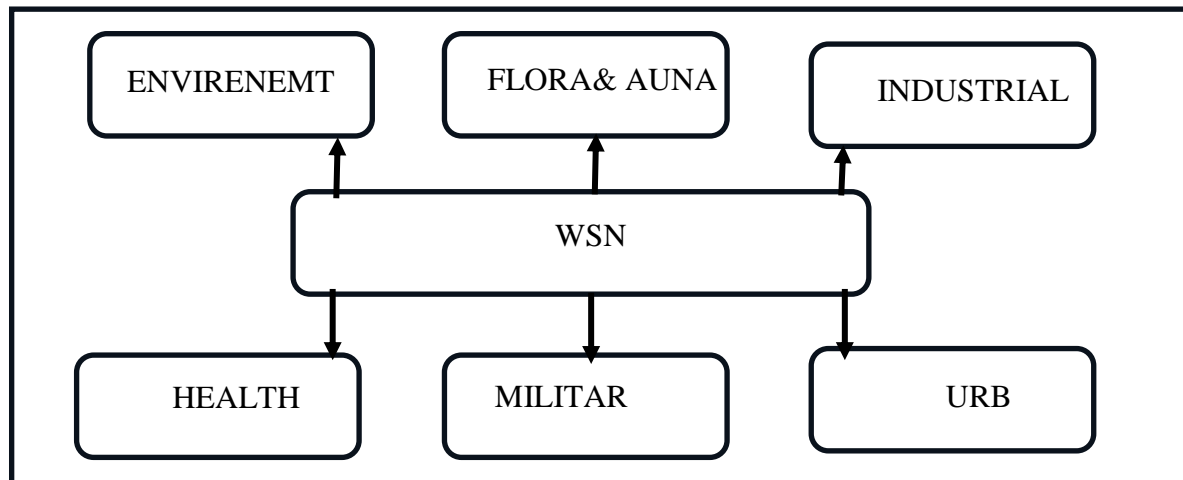 ENVIRENEMT
FLORA& AUNA
INDUSTRIAL
WSN
HEALTH
MILITAR
URB